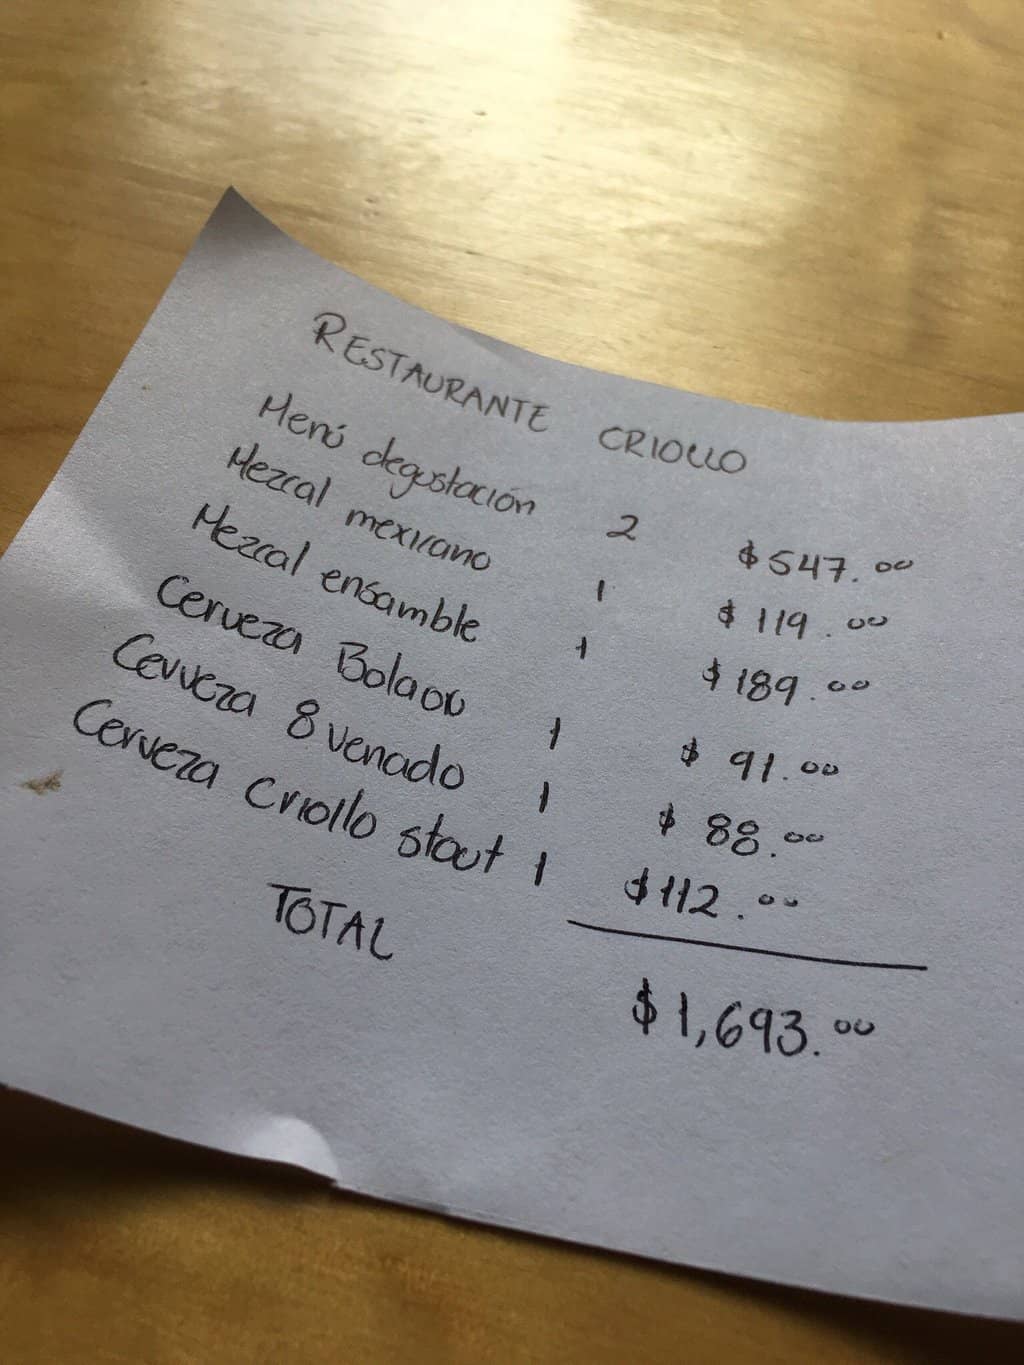 RESTAURANTE CRIOLLO
Menú degustación 2 $547.00
Mezcal mexicano 1 $119.00
Mezcal ensamble 1 $189.00
Cerveza 1 $91.00
Cerveza 8 venado 1 $88.00
Cerveza Criollo stout 1 $112.00
TOTAL $1,693.00